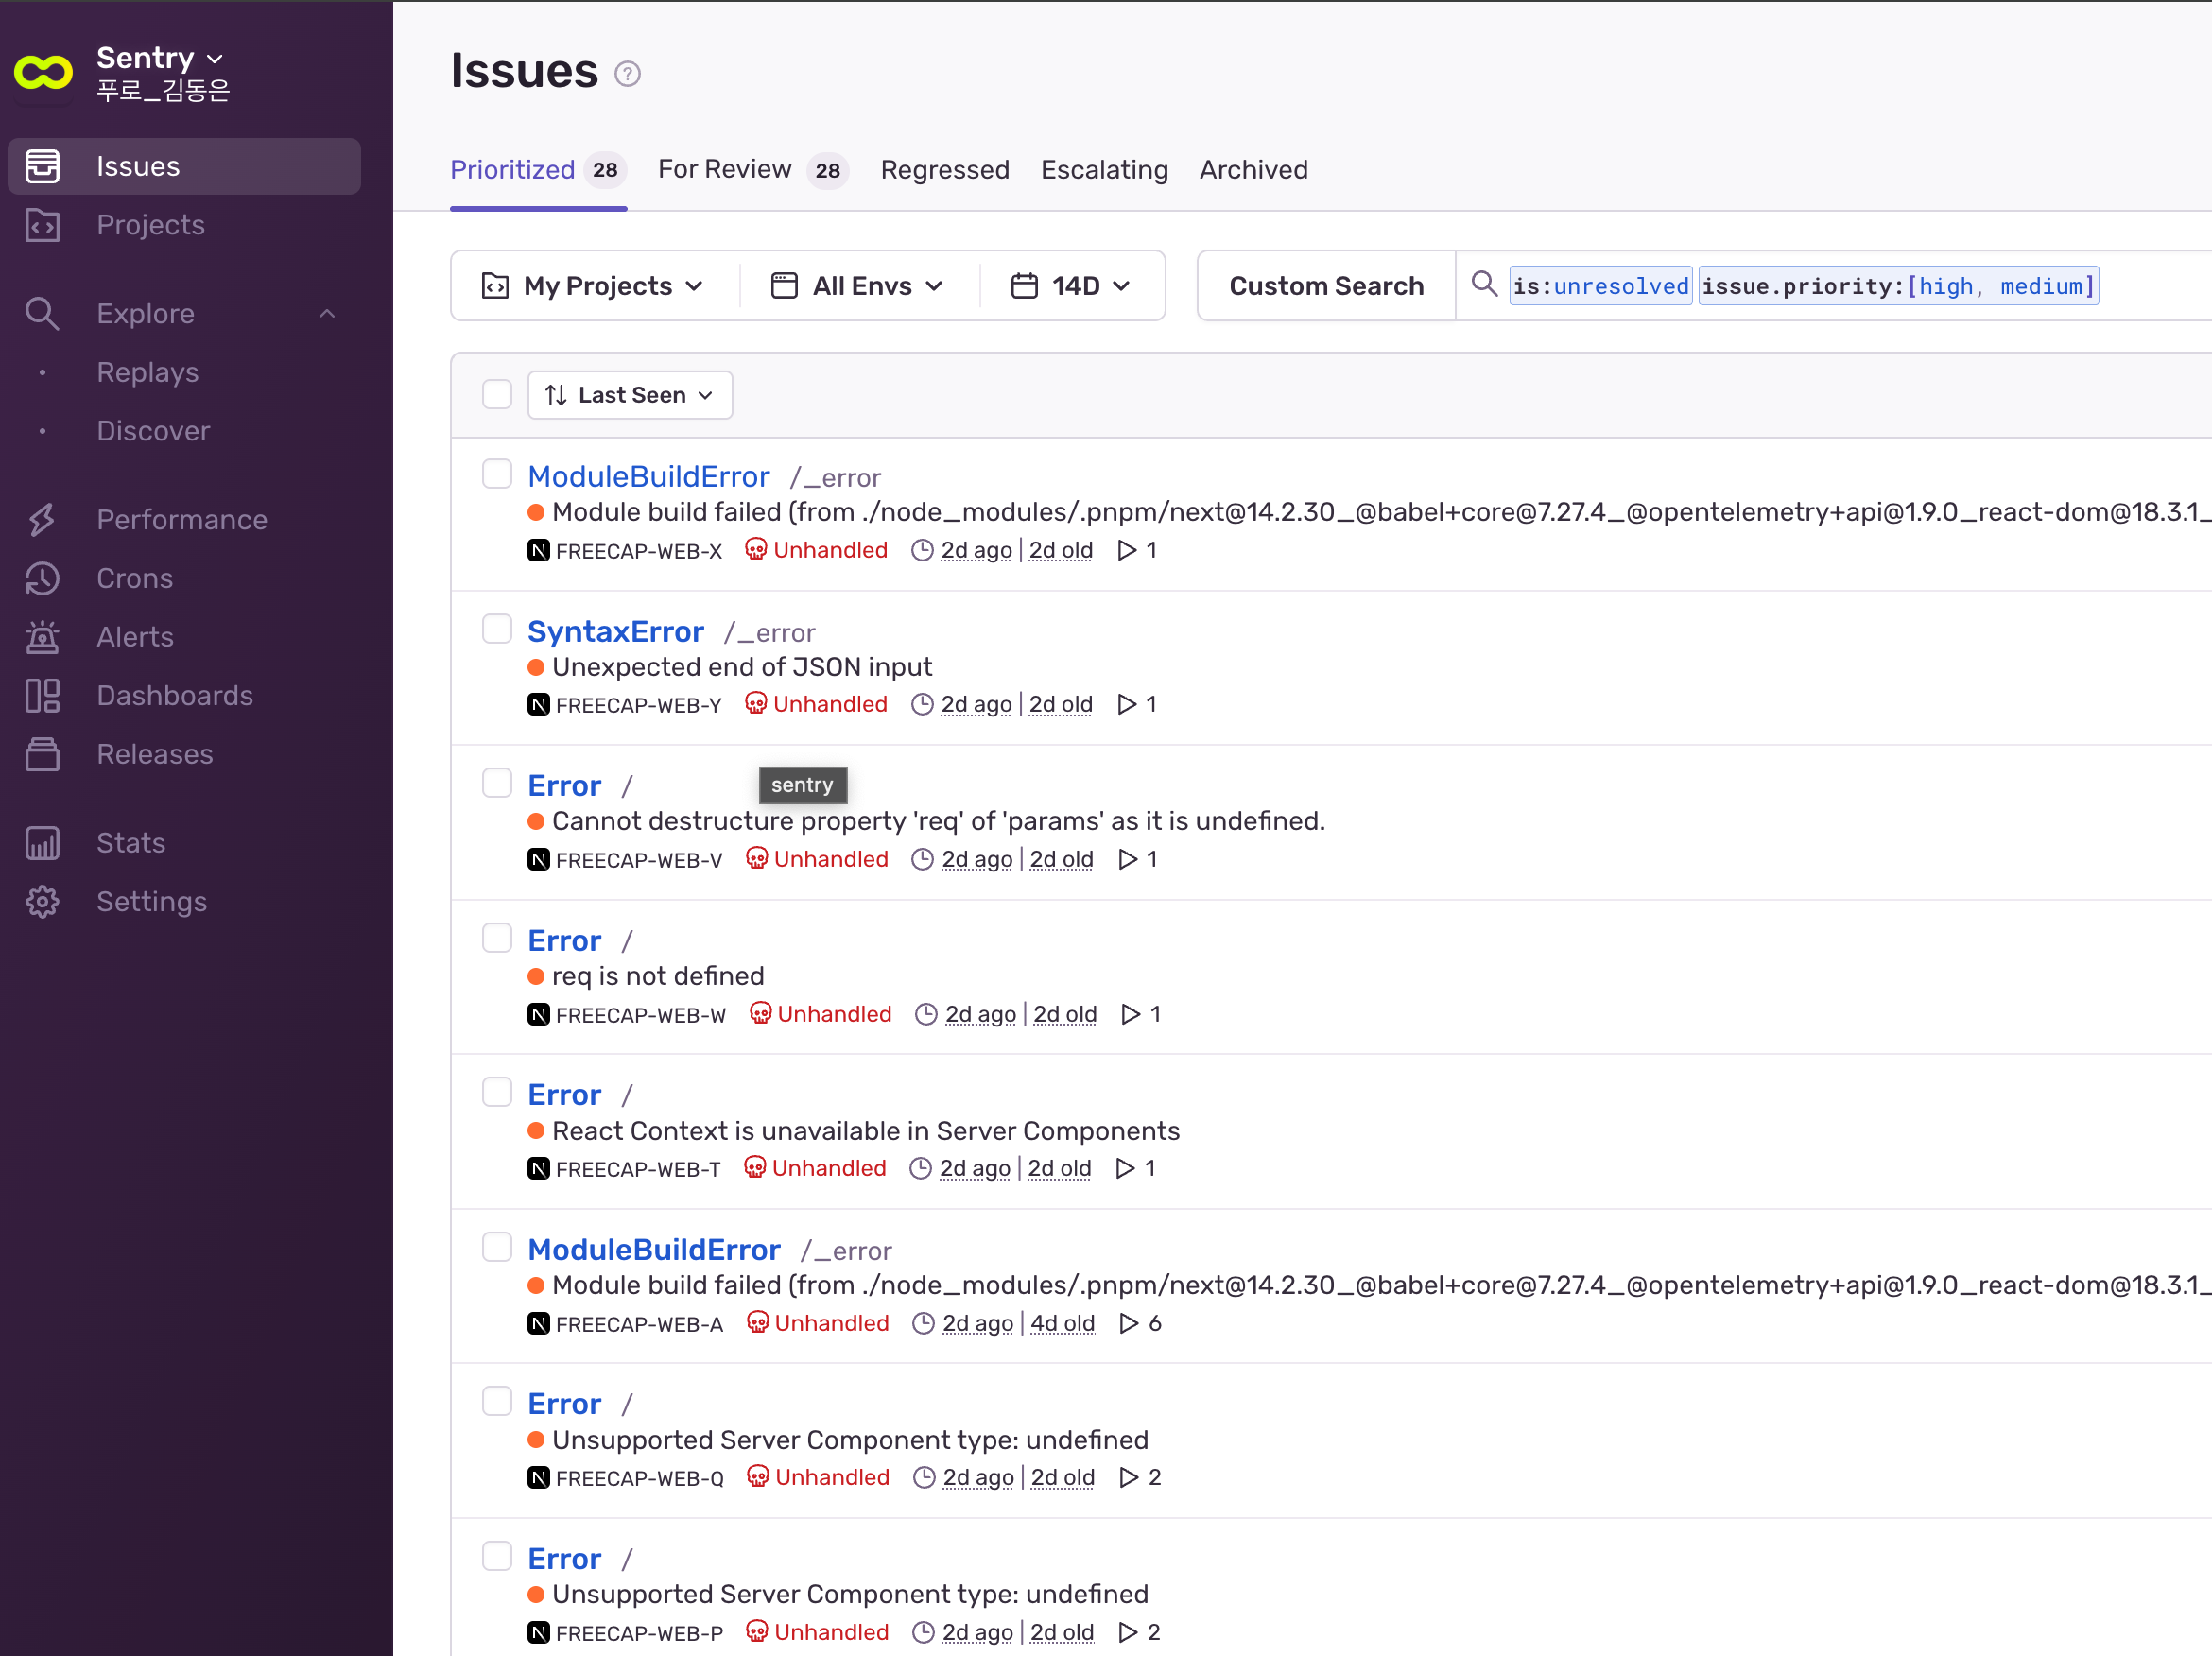 Sentry
푸로_김동은
Issues
Projects
Explore
Replays
Discover
Performance
Crons
Alerts
Dashboards
Releases
Stats
Settings
Issues ?
Prioritized 28 For Review 28 Regressed Escalating Archived
My Projects All Envs 14D Custom Search is:unresolved issue.priority:[high, medium]
Last Seen
ModuleBuildError /_error
Module build failed (from ./node_modules/.pnpm/next@14.2.30_@babel+core@7.27.4_@opentelemetry+api@1.9.0_react-dom@18.3.1_
N FREECAP-WEB-X Unhandled 2d ago | 2d old 1
SyntaxError /_error
Unexpected end of JSON input
N FREECAP-WEB-Y Unhandled 2d ago | 2d old 1
Error /
sentry
Cannot destructure property 'req' of 'params' as it is undefined.
N FREECAP-WEB-V Unhandled 2d ago | 2d old 1
Error /
req is not defined
N FREECAP-WEB-W Unhandled 2d ago | 2d old 1
Error /
React Context is unavailable in Server Components
N FREECAP-WEB-T Unhandled 2d ago | 2d old 1
ModuleBuildError /_error
Module build failed (from ./node_modules/.pnpm/next@14.2.30_@babel+core@7.27.4_@opentelemetry+api@1.9.0_react-dom@18.3.1_
N FREECAP-WEB-A Unhandled 2d ago | 4d old 6
Error /
Unsupported Server Component type: undefined
N FREECAP-WEB-Q Unhandled 2d ago | 2d old 2
Error /
Unsupported Server Component type: undefined
N FREECAP-WEB-P Unhandled 2d ago | 2d old 2